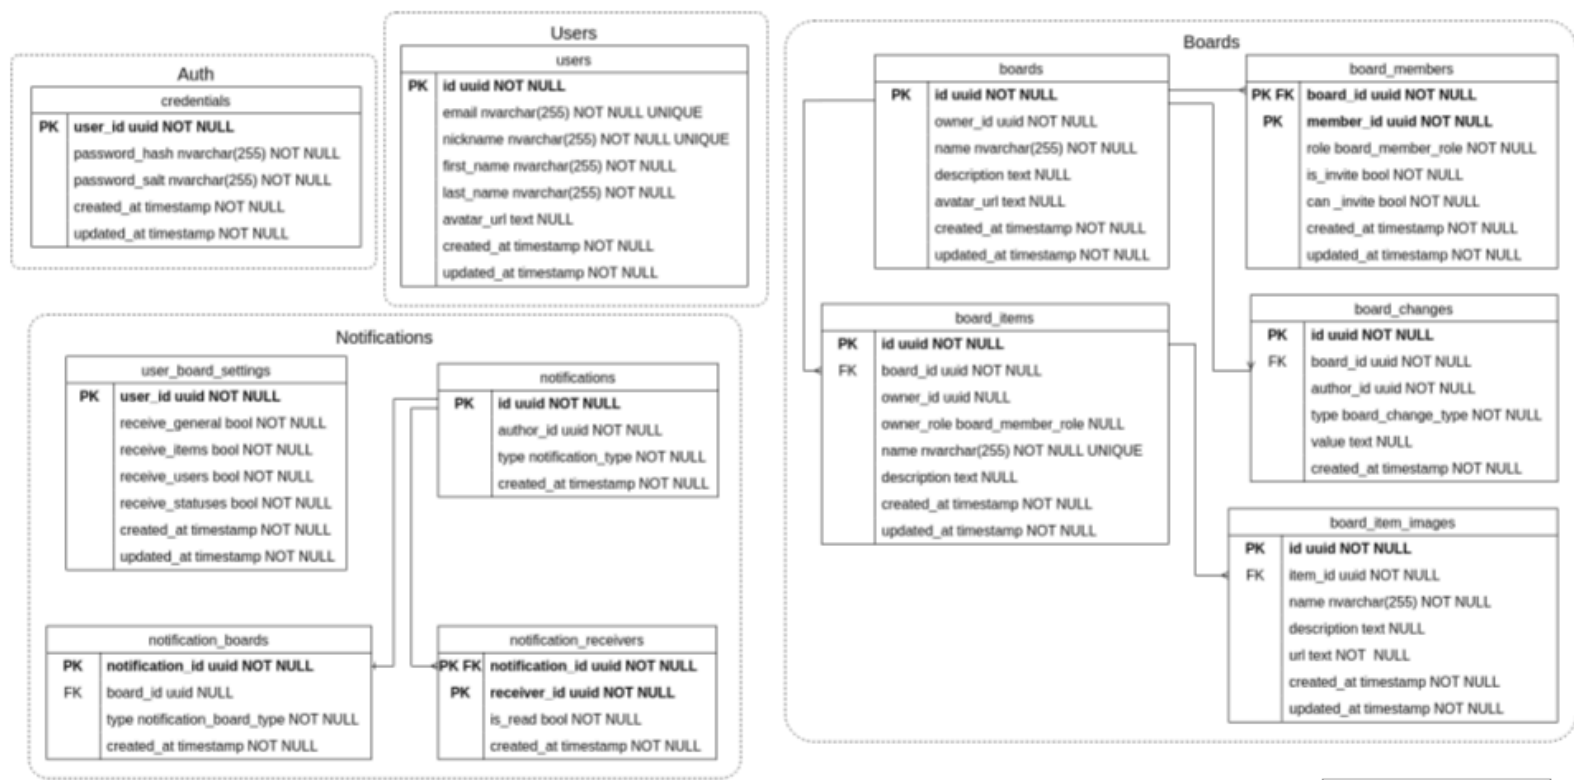 Auth
credentials
PK user_id uuid NOT NULL
password_hash nvarchar(255) NOT NULL
password_salt nvarchar(255) NOT NULL
created_at timestamp NOT NULL
updated_at timestamp NOT NULL
Users
users
PK id uuid NOT NULL
email nvarchar(255) NOT NULL UNIQUE
nickname nvarchar(255) NOT NULL UNIQUE
first_name nvarchar(255) NOT NULL
last_name nvarchar(255) NOT NULL
avatar_url text NULL
created_at timestamp NOT NULL
updated_at timestamp NOT NULL
Notifications
user_board_settings
PK user_id uuid NOT NULL
receive_general bool NOT NULL
receive_items bool NOT NULL
receive_users bool NOT NULL
receive_statuses bool NOT NULL
created_at timestamp NOT NULL
updated_at timestamp NOT NULL
notifications
PK id uuid NOT NULL
author_id uuid NOT NULL
type notification_type NOT NULL
created_at timestamp NOT NULL
notification_boards
PK notification_id uuid NOT NULL
FK board_id uuid NULL
type notification_board_type NOT NULL
created_at timestamp NOT NULL
notification_receivers
PK FK notification_id uuid NOT NULL
PK receiver_id uuid NOT NULL
is_read bool NOT NULL
created_at timestamp NOT NULL
Boards
boards
PK id uuid NOT NULL
owner_id uuid NOT NULL
name nvarchar(255) NOT NULL
description text NULL
avatar_url text NULL
created_at timestamp NOT NULL
updated_at timestamp NOT NULL
board_members
PK FK board_id uuid NOT NULL
PK member_id uuid NOT NULL
role board_member_role NOT NULL
is_invite bool NOT NULL
can _invite bool NOT NULL
created_at timestamp NOT NULL
updated_at timestamp NOT NULL
board_items
PK id uuid NOT NULL
FK board_id uuid NOT NULL
owner_id uuid NULL
owner_role board_member_role NULL
name nvarchar(255) NOT NULL UNIQUE
description text NULL
created_at timestamp NOT NULL
updated_at timestamp NOT NULL
board_changes
PK id uuid NOT NULL
FK board_id uuid NOT NULL
author_id uuid NOT NULL
type board_change_type NOT NULL
value text NULL
created_at timestamp NOT NULL
board_item_images
PK id uuid NOT NULL
FK item_id uuid NOT NULL
name nvarchar(255) NOT NULL
description text NULL
url text NOT  NULL
created_at timestamp NOT NULL
updated_at timestamp NOT NULL